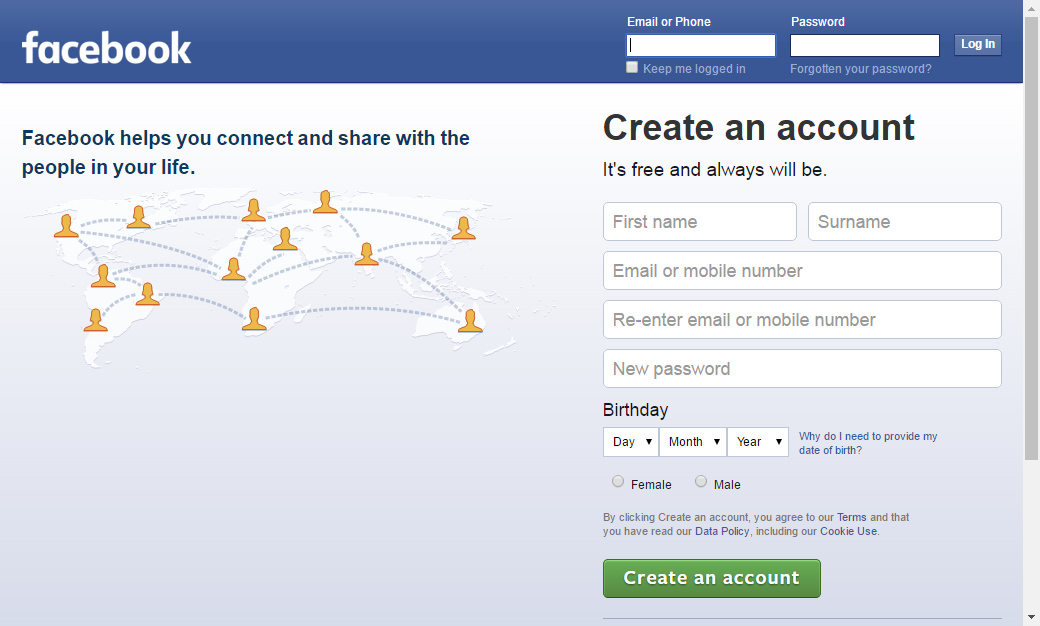 facebook
Email or Phone
Password
Log In
Keep me logged in
Forgotten your password?
Facebook helps you connect and share with the
people in your life.
Create an account
It's free and always will be.
First name
Surname
Email or mobile number
Re-enter email or mobile number
New password
Birthday
Day
Month
Year
Why do I need to provide my
date of birth?
Female
Male
By clicking Create an account, you agree to our Terms and that
you have read our Data Policy, including our Cookie Use.
Create an account